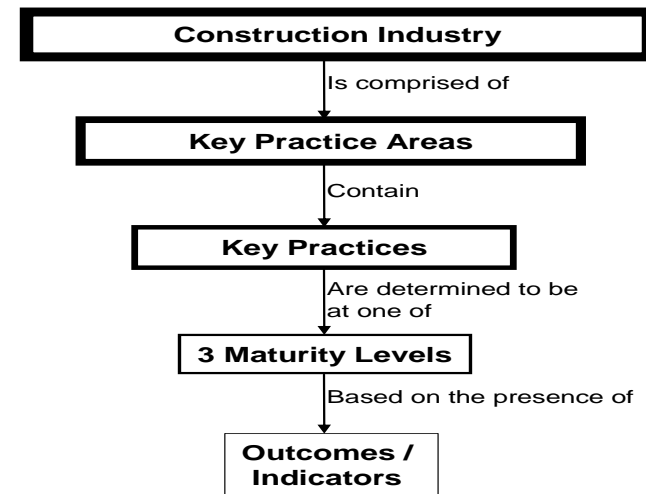 Construction Industry
Is comprised of
Key Practice Areas
Contain
Key Practices
Are determined to be
at one of
3 Maturity Levels
Based on the presence of
Outcomes /
Indicators